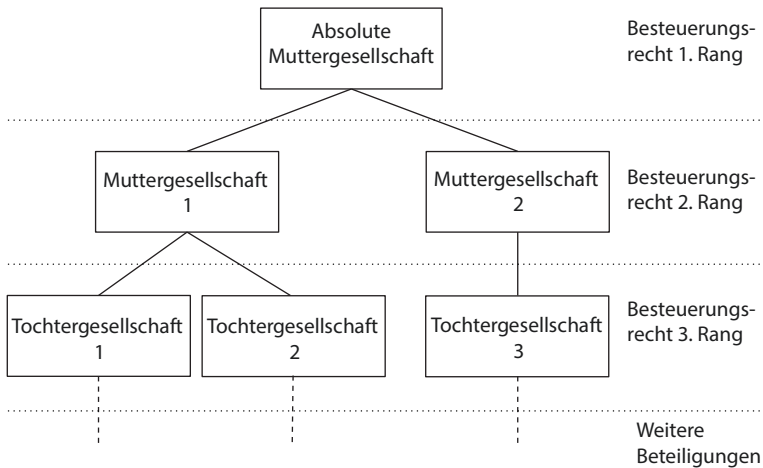 Absolute
Muttergesellschaft
Besteuerungs-
recht 1. Rang
Muttergesellschaft
1
Muttergesellschaft
2
Besteuerungs-
recht 2. Rang
Tochtergesellschaft
1
Tochtergesellschaft
2
Tochtergesellschaft
3
Besteuerungs-
recht 3. Rang
Weitere
Beteiligungen